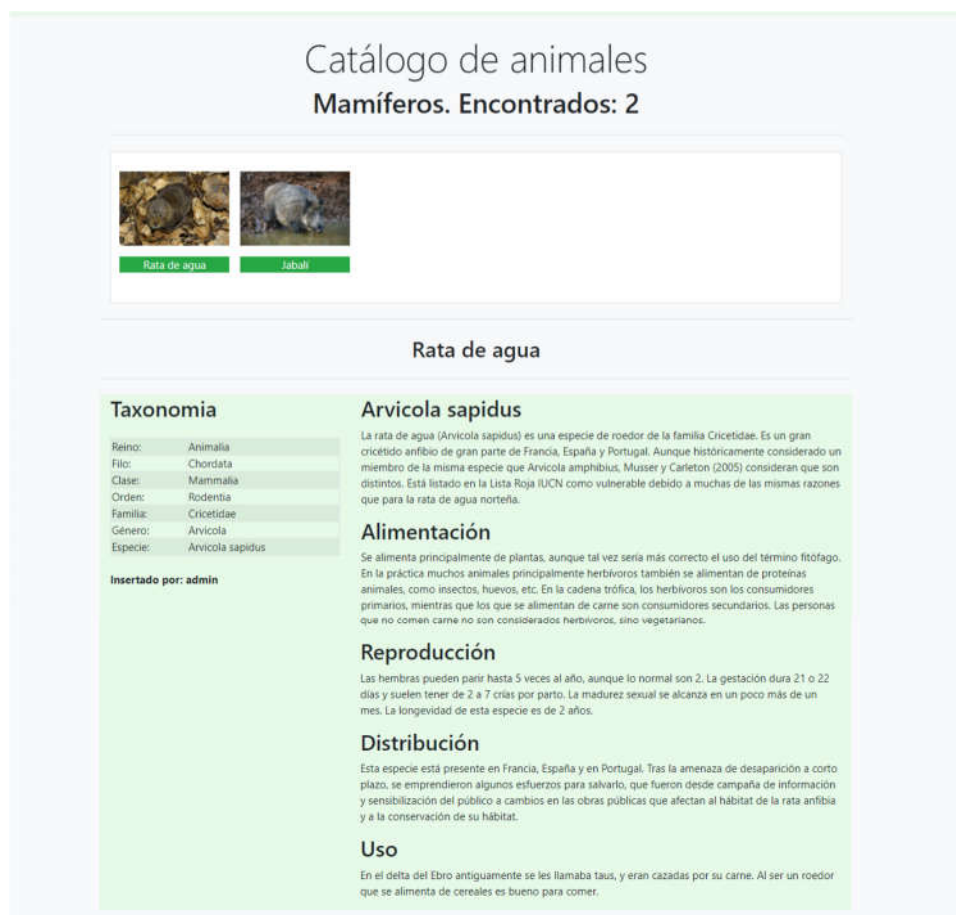 Catálogo de animales
Mamíferos. Encontrados: 2
Rata de agua
Jabalí
Rata de agua
Taxonomia
Reino: Animalia
Filo: Chordata
Clase: Mammalia
Orden: Rodentia
Familia: Cricetidae
Género: Arvicola
Especie: Arvicola sapidus
Insertado por: admin
Arvicola sapidus
La rata de agua (Arvicola sapidus) es una especie de roedor de la familia Cricetidae. Es un gran
cricétido anfibio de gran parte de Francia, España y Portugal. Aunque históricamente considerado un
miembro de la misma especie que Arvicola amphibius, Musser y Carleton (2005) consideran que son
distintos. Está listado en la Lista Roja IUCN como vulnerable debido a muchas de las mismas razones
que para la rata de agua norteña.
Alimentación
Se alimenta principalmente de plantas, aunque tal vez sería más correcto el uso del término fitófago.
En la práctica muchos animales principalmente herbívoros también se alimentan de proteínas
animales, como insectos, huevos, etc. En la cadena trófica, los herbívoros son los consumidores
primarios, mientras que los que se alimentan de carne son consumidores secundarios. Las personas
que no comen carne no son considerados herbívoros, sino vegetarianos.
Reproducción
Las hembras pueden parir hasta 5 veces al año, aunque lo normal son 2. La gestación dura 21 o 22
días y suelen tener de 2 a 7 crías por parto. La madurez sexual se alcanza en un poco más de un
mes. La longevidad de esta especie es de 2 años.
Distribución
Esta especie está presente en Francia, España y en Portugal. Tras la amenaza de desaparición a corto
plazo, se emprendieron algunos esfuerzos para salvarlo, que fueron desde campaña de información
y sensibilización del público a cambios en las obras públicas que afectan al hábitat de la rata anfibia
y a la conservación de su hábitat.
Uso
En el delta del Ebro antiguamente se les llamaba taus, y eran cazadas por su carne. Al ser un roedor
que se alimenta de cereales es bueno para comer.